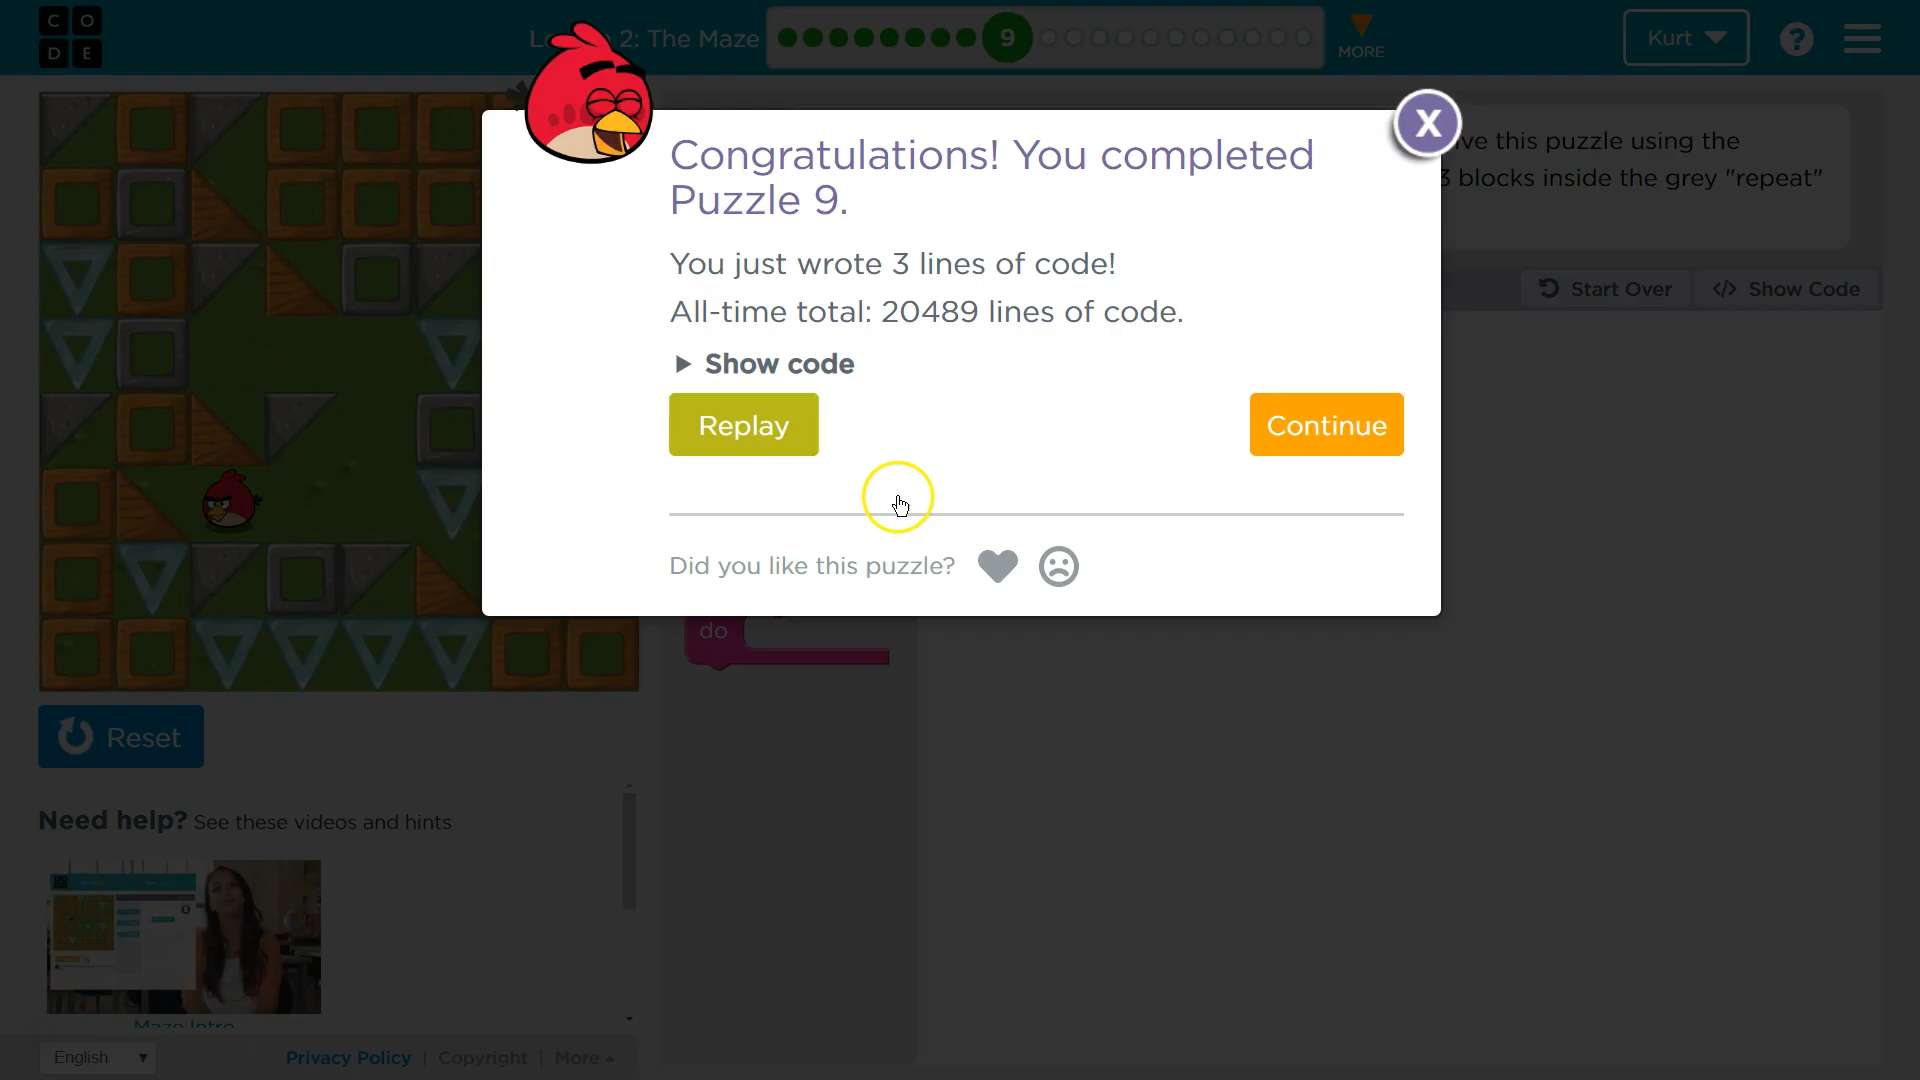 C O
D E
2: The Maze
9
MORE
Kurt
?
X
Congratulations! You completed
Puzzle 9.
ve this puzzle using the
3 blocks inside the grey "repeat"
You just wrote 3 lines of code!
All-time total: 20489 lines of code.
Start Over
</> Show Code
Show code
Replay
Continue
Did you like this puzzle?
do
Reset
Need help? See these videos and hints
Maze Intro
English
Privacy Policy | Copyright | More